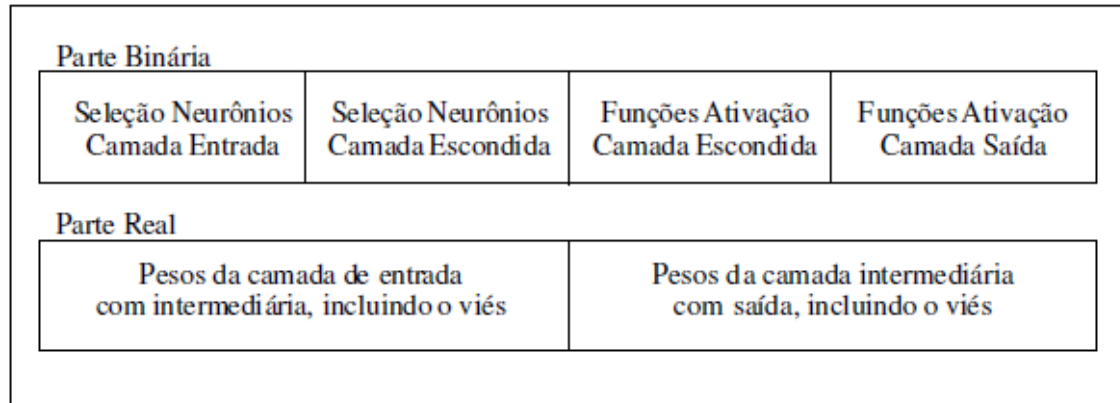 Parte Binária
Seleção Neurônios
Camada Entrada
Seleção Neurônios
Camada Escondida
Funções Ativação
Camada Escondida
Funções Ativação
Camada Saída
Parte Real
Pesos da camada de entrada
com intermediária, incluindo o viés
Pesos da camada intermediária
com saída, incluindo o viés